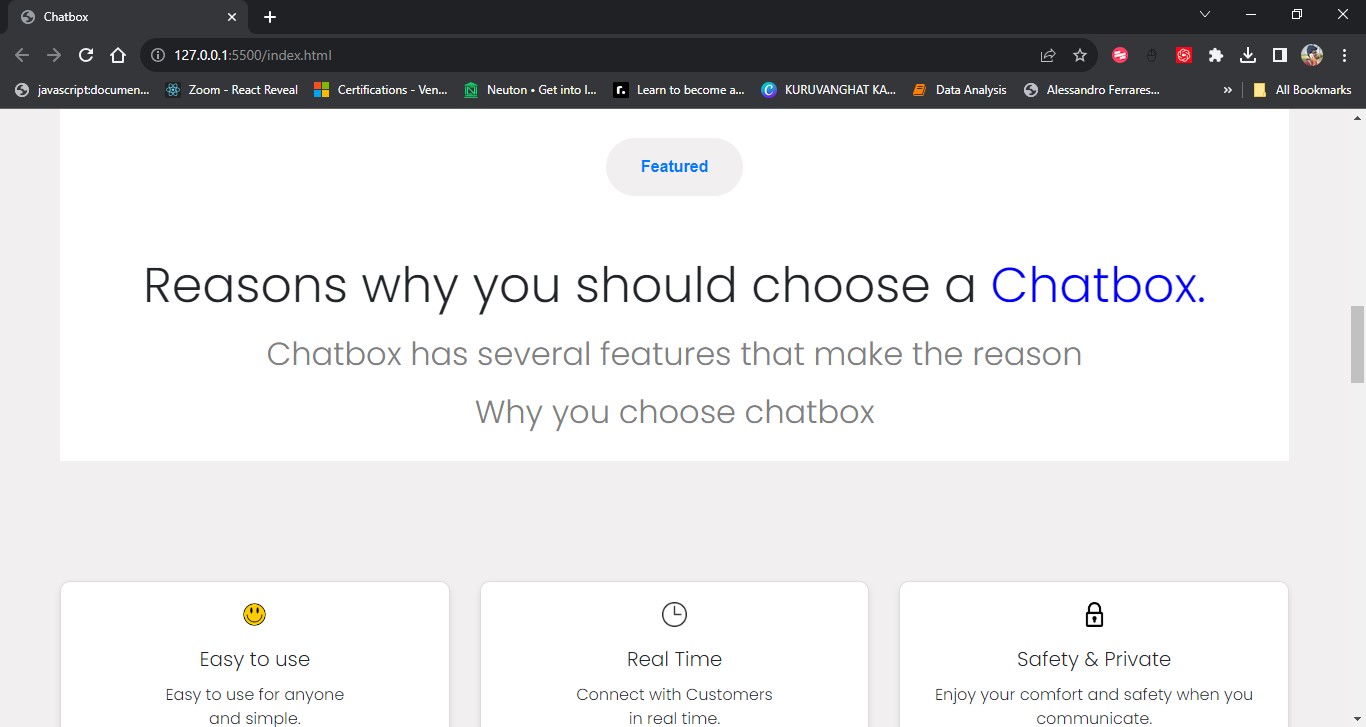 Chatbox
127.0.0.1:5500/index.html
javascript:documen...
Zoom - React Reveal
Certifications - Ven...
Neuton • Get into I...
Learn to become a...
KURUVANGHAT KA...
Data Analysis
Alessandro Ferrares...
»
All Bookmarks
Featured
Reasons why you should choose a Chatbox.
Chatbox has several features that make the reason
Why you choose chatbox
Easy to use
Easy to use for anyone
and simple.
Real Time
Connect with Customers
in real time.
Safety & Private
Enjoy your comfort and safety when you
communicate.